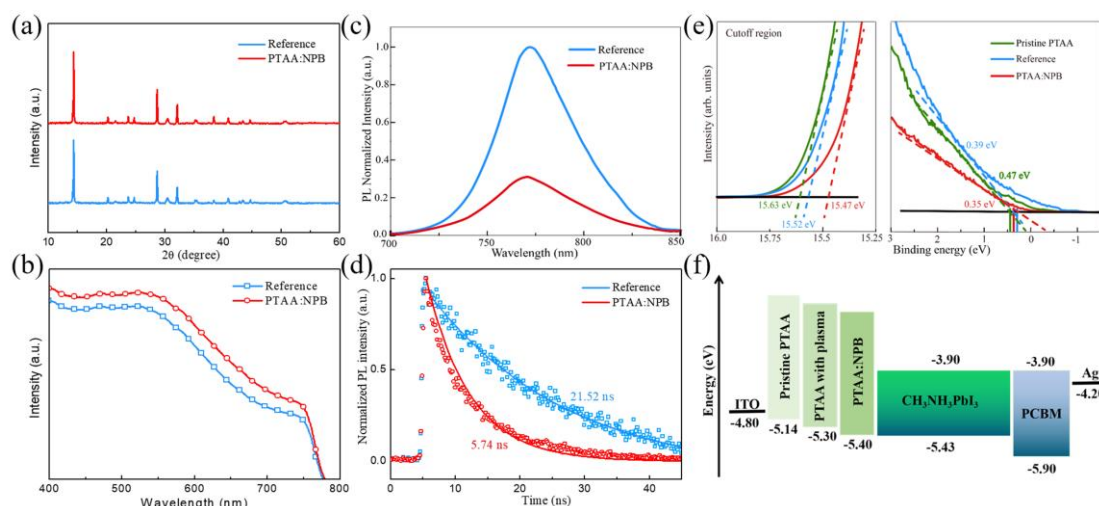 (a)
Reference
PTAA:NPB
Intensity (a.u.)
10 20 30 40 50 60
2θ (degree)
(b)
Reference
PTAA:NPB
Intensity (a.u.)
400 500 600 700 800
Wavelength (nm)
(c)
Reference
PTAA:NPB
PL Normalized Intensity (a.u.)
1.0
0.8
0.6
0.4
0.2
0
700 750 800 850
Wavelength (nm)
(d)
Reference
PTAA:NPB
Normalized PL intensity (a.u.)
1.0
0.5
0.0
21.52 ns
5.74 ns
0 10 20 30 40
Time (ns)
(e)
Cutoff region
Intensity (arb. units)
15.63 eV
15.47 eV
15.52 eV
16.0 15.75 15.5 15.25
Pristine PTAA
Reference
PTAA:NPB
0.39 eV
0.47 eV
0.35 eV
3 2 1 0 -1
Binding energy (eV)
(f)
Energy (eV)
ITO
-4.80
Pristine PTAA
-5.14
PTAA with plasma
-5.30
PTAA:NPB
-5.40
-3.90
CH₃NH₃PbI₃
-5.43
-3.90
PCBM
-5.90
Ag
-4.20